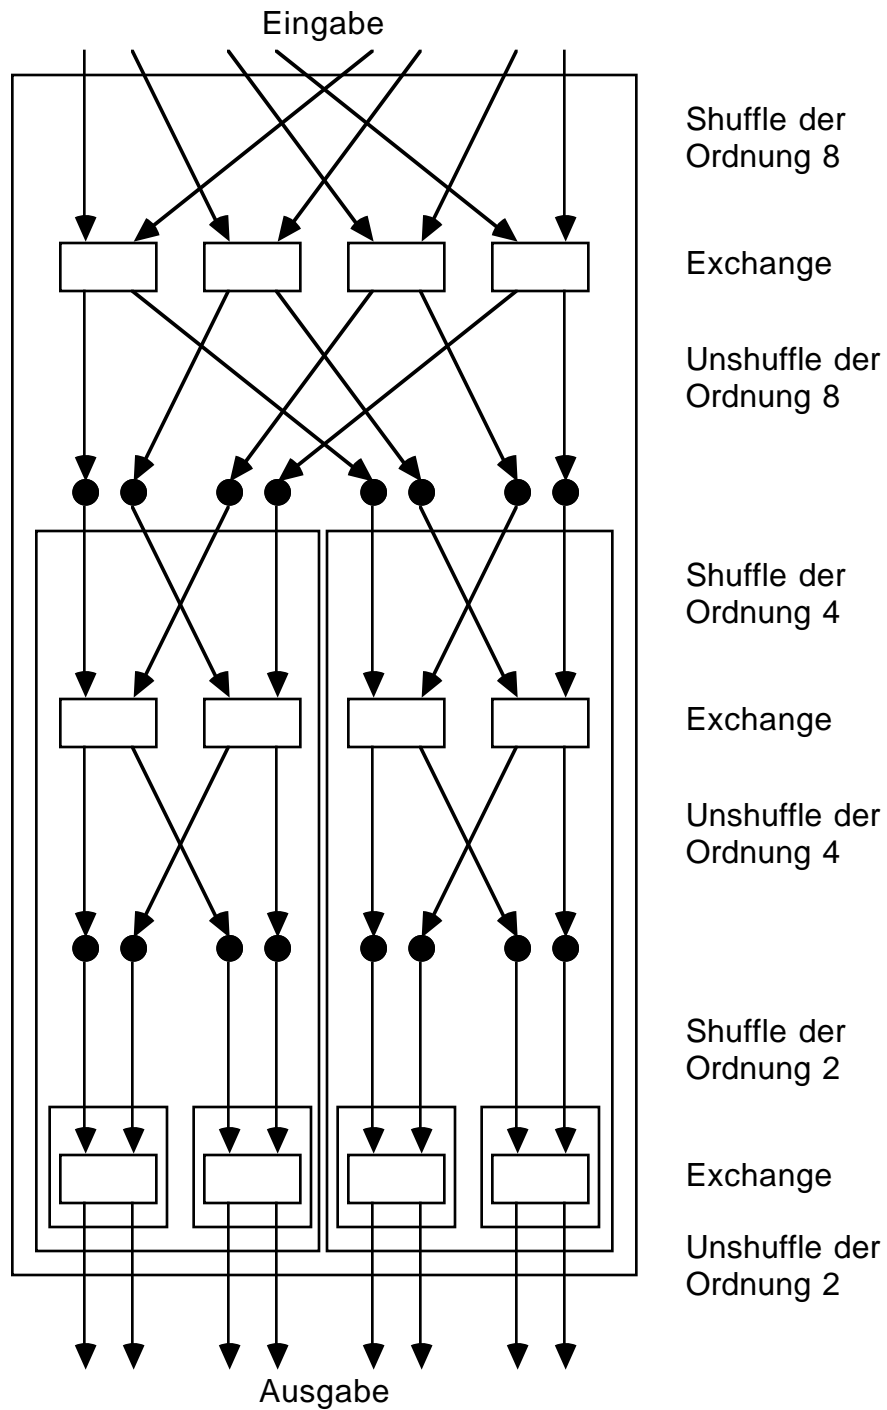 Eingabe
Shuffle der
Ordnung 8
Exchange
Unshuffle der
Ordnung 8
Shuffle der
Ordnung 4
Exchange
Unshuffle der
Ordnung 4
Shuffle der
Ordnung 2
Exchange
Unshuffle der
Ordnung 2
Ausgabe